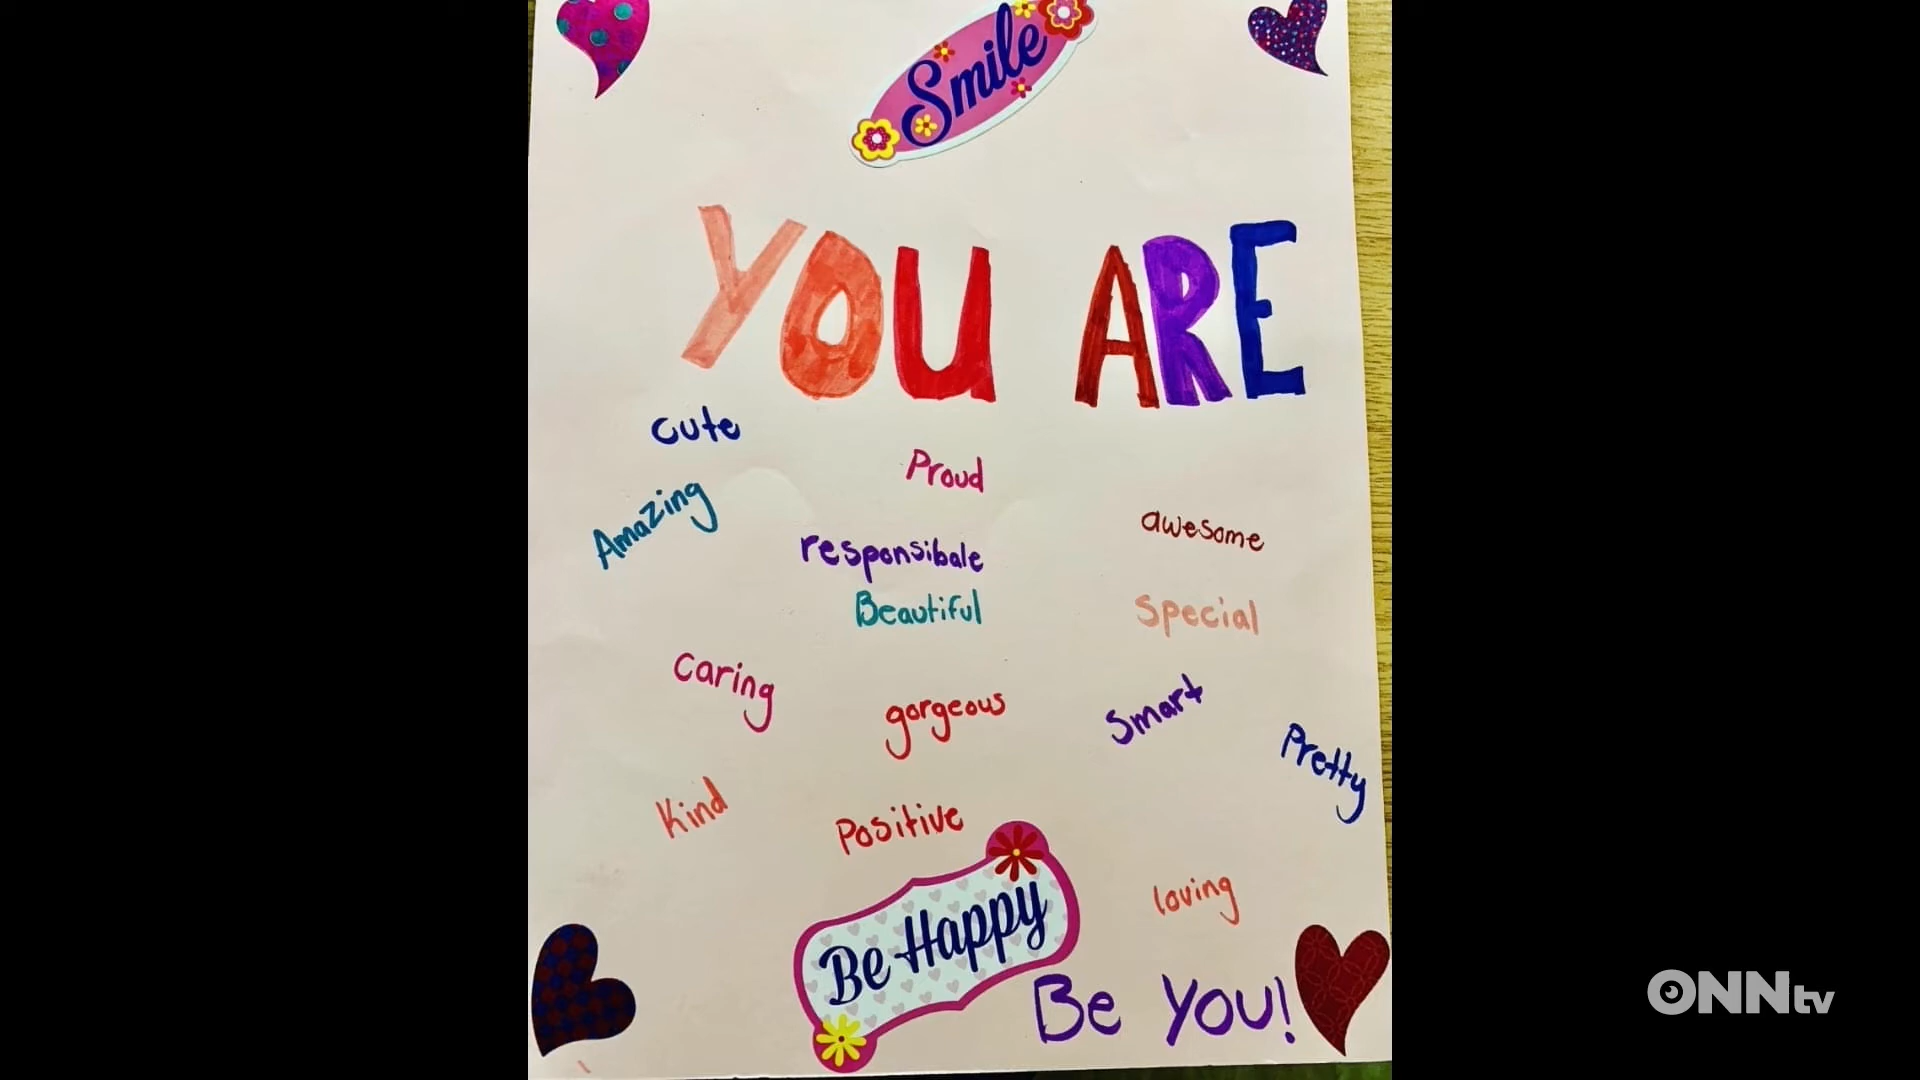 Smile
YOU ARE
cute
Proud
Amazing
awesome
responsibale
Beautiful
Special
Caring
gorgeous
Smart
Pretty
Kind
Positive
loving
Be Happy
Be YOU!
ONNtv